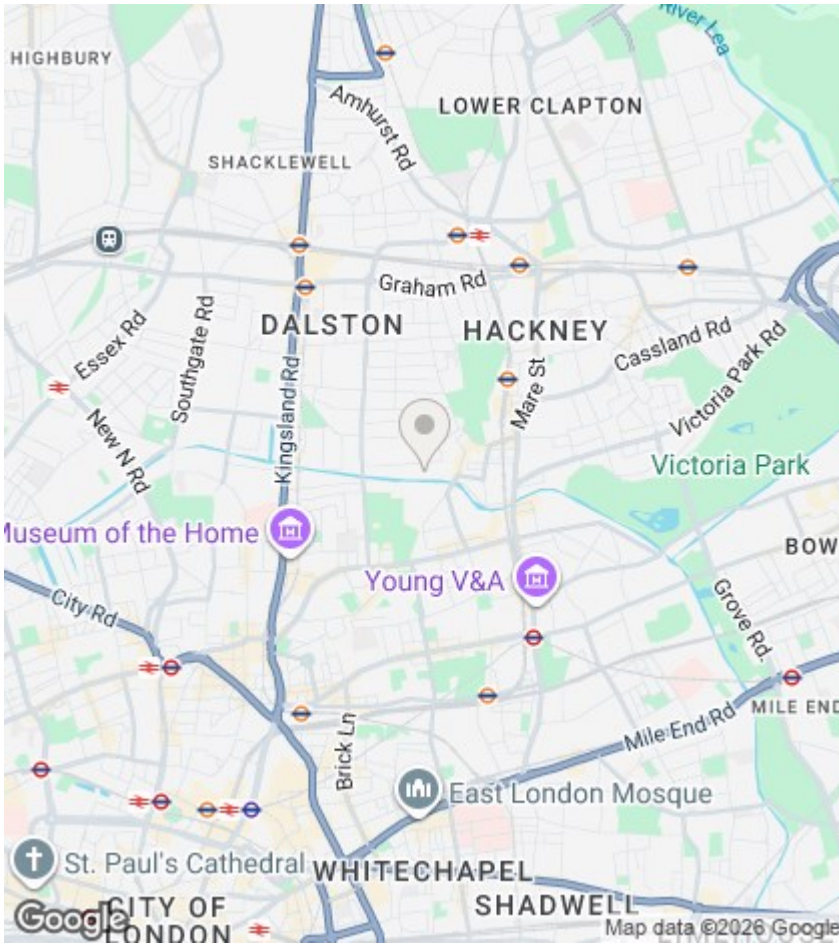 River Lea
HIGHBURY
LOWER CLAPTON
Amhurst Rd
SHACKLEWELL
Graham Rd
DALSTON
HACKNEY
Essex Rd
Southgate Rd
Cassland Rd
Victoria Park Rd
Mare St
New N Rd
Kingsland Rd
Victoria Park
Museum of the Home
BOW
Young V&A
City Rd
Grove Rd.
MILE END
Mile End Rd
Brick Ln
East London Mosque
St. Paul's Cathedral
WHITECHAPEL
SHADWELL
CITY OF
LONDON
Google
Map data ©2026 Google